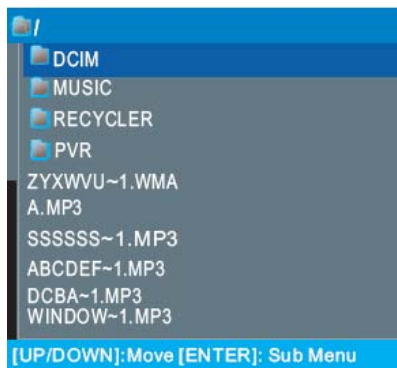 /
DCIM
MUSIC
RECYCLER
PVR
ZYXWVU~1.WMA
A.MP3
SSSSSS~1.MP3
ABCDEF~1.MP3
DCBA~1.MP3
WINDOW~1.MP3
[UP/DOWN]:Move [ENTER]: Sub Menu